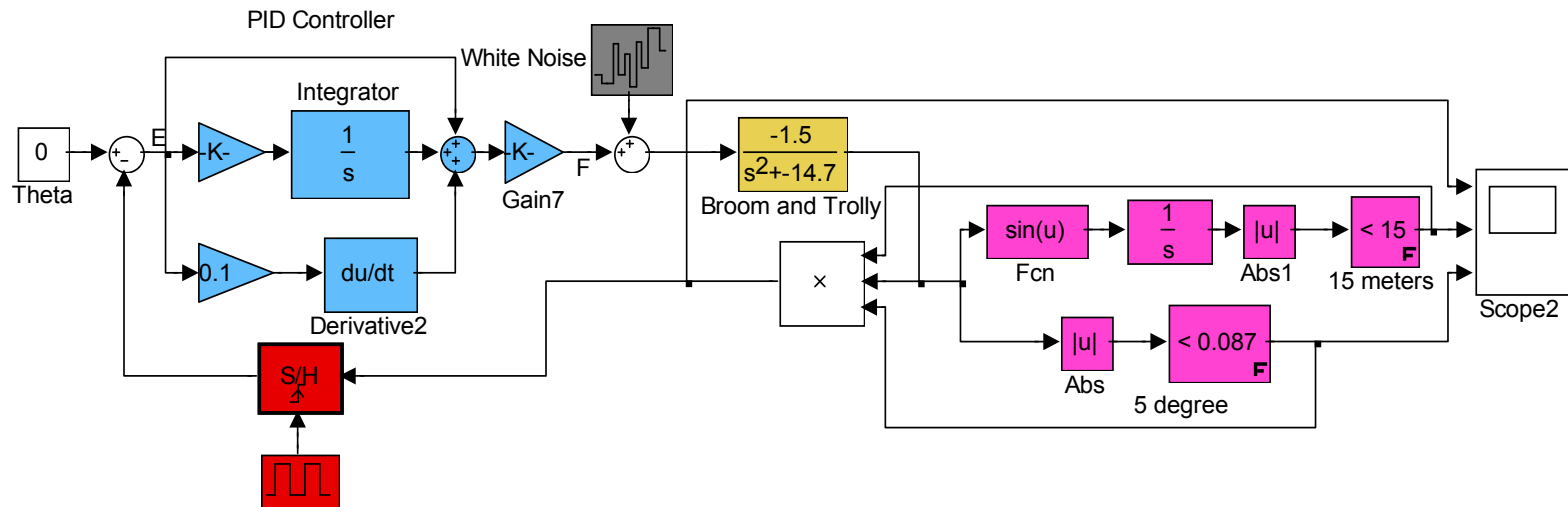 PID Controller
White Noise
Integrator
0
Theta
+
-
E
-K-
1
s
+
+
+
-K-
Gain7
F
+
+
-1.5
s2+-14.7
Broom and Trolly
0.1
du/dt
Derivative2
S/H
×
sin(u)
Fcn
1
s
|u|
Abs1
< 15
F
15 meters
|u|
Abs
< 0.087
F
5 degree
Scope2